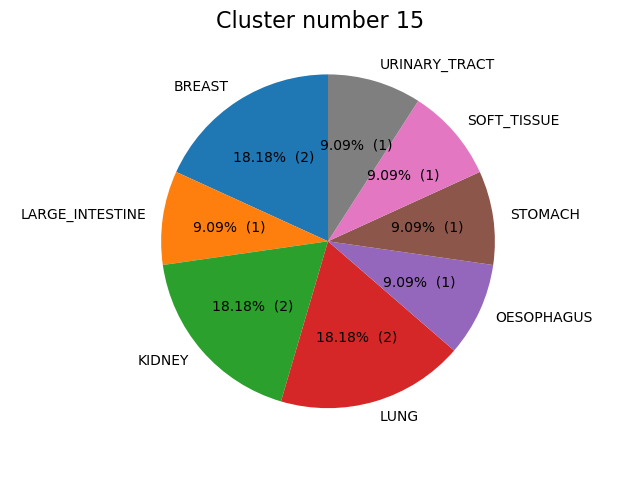 Cluster number 15
URINARY_TRACT
BREAST
SOFT_TISSUE
9.09%  (1)
18.18%  (2)
9.09%  (1)
LARGE_INTESTINE
9.09%  (1)
9.09%  (1)
STOMACH
9.09%  (1)
18.18%  (2)
OESOPHAGUS
18.18%  (2)
KIDNEY
LUNG